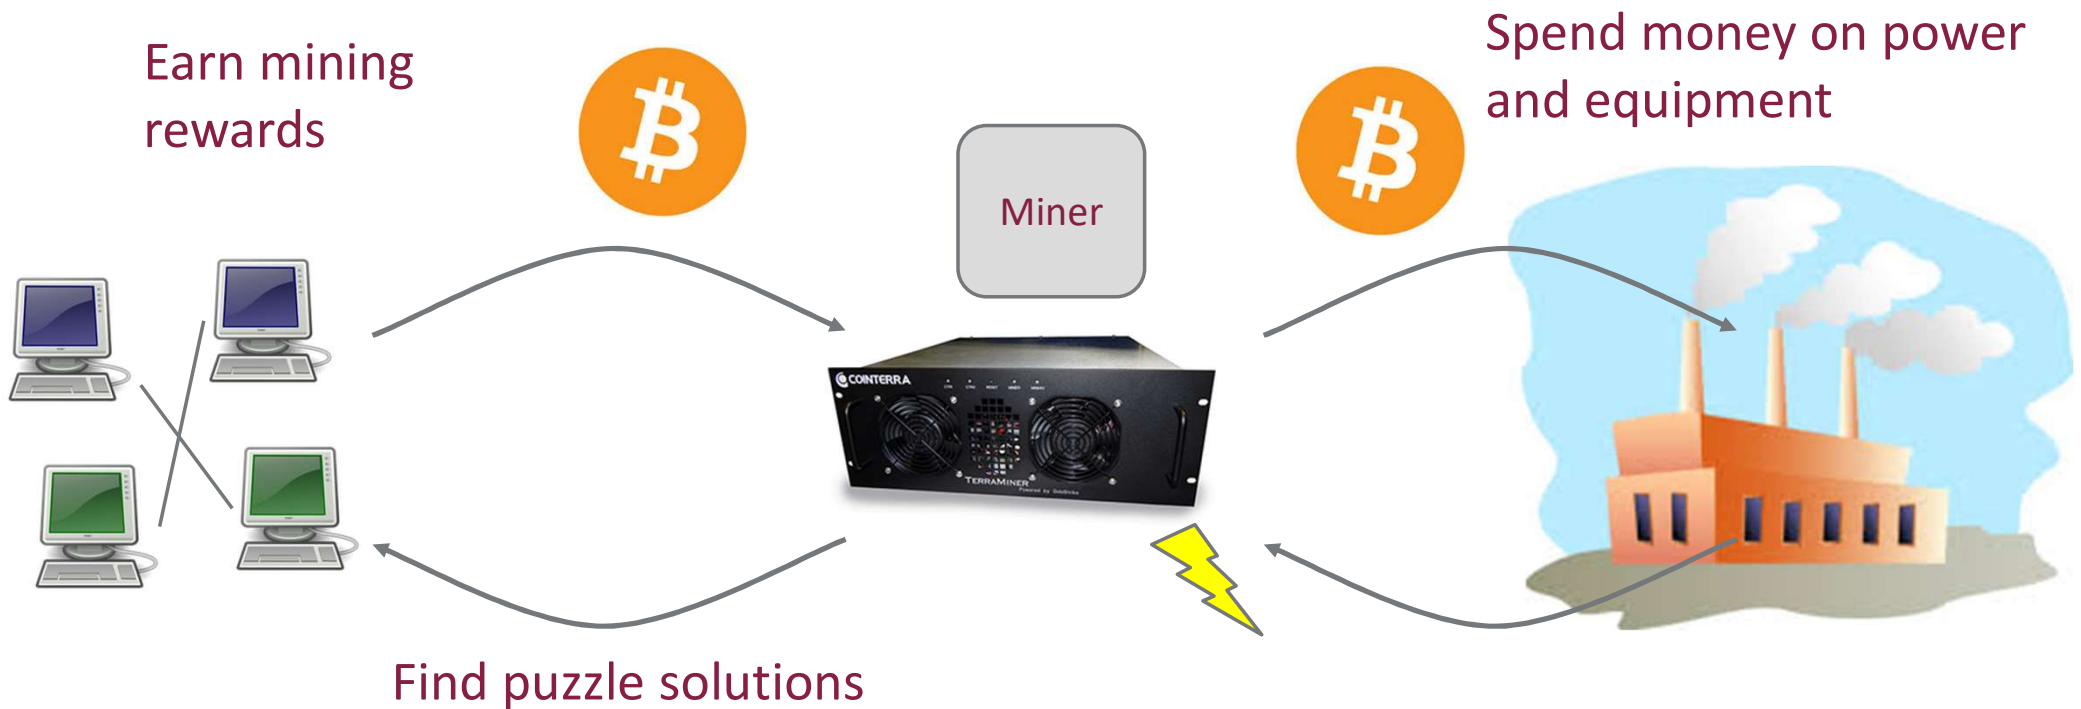 Earn mining
rewards
Spend money on power
and equipment
Miner
COINTERRA
TERRAMINER
Find puzzle solutions